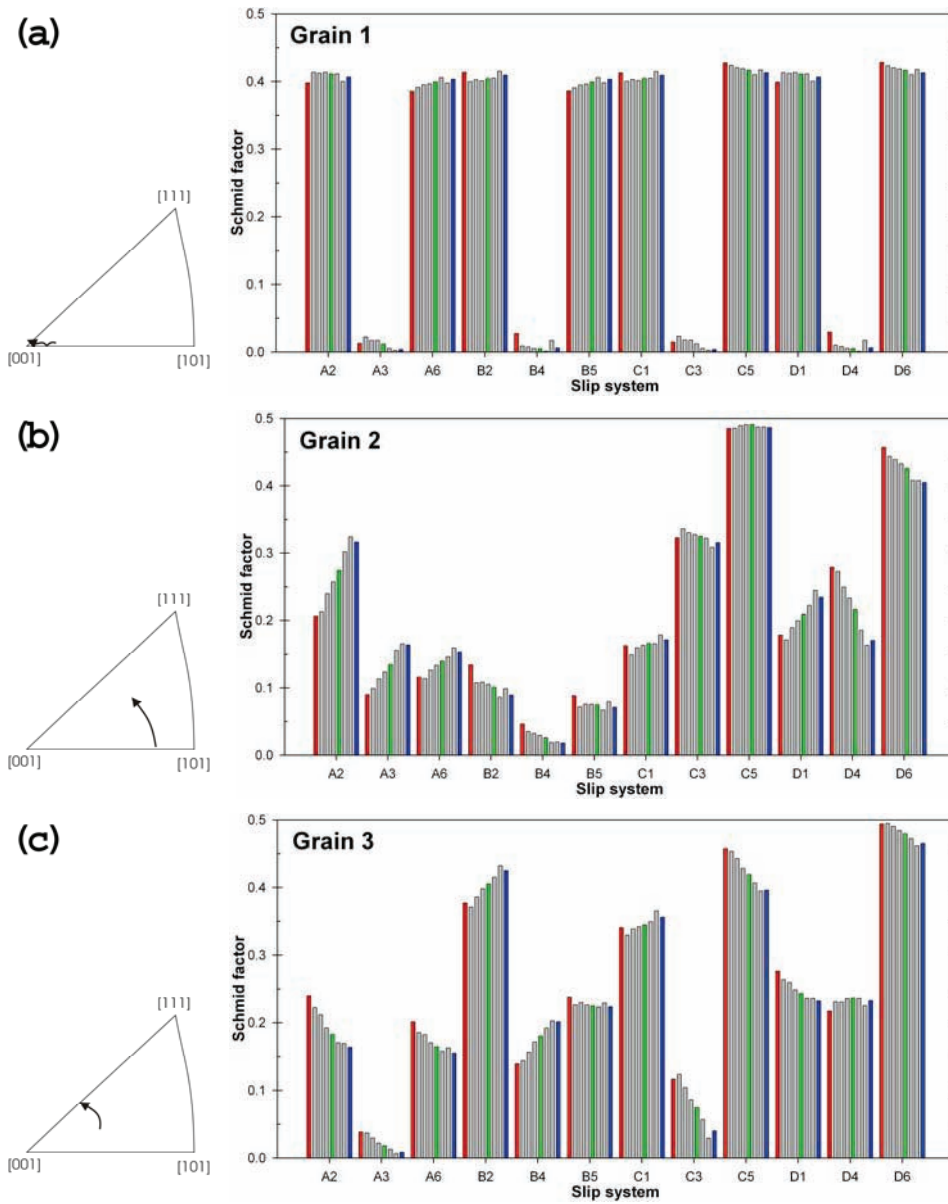 (a)
Grain 1
Schmid factor
0.5
0.4
0.3
0.2
0.1
0.0
A2 A3 A6 B2 B4 B5 C1 C3 C5 D1 D4 D6
Slip system
[111]
[001]
[101]
(b)
Grain 2
Schmid factor
0.5
0.4
0.3
0.2
0.1
0.0
A2 A3 A6 B2 B4 B5 C1 C3 C5 D1 D4 D6
Slip system
[111]
[001]
[101]
(c)
Grain 3
Schmid factor
0.5
0.4
0.3
0.2
0.1
0.0
A2 A3 A6 B2 B4 B5 C1 C3 C5 D1 D4 D6
Slip system
[111]
[001]
[101]